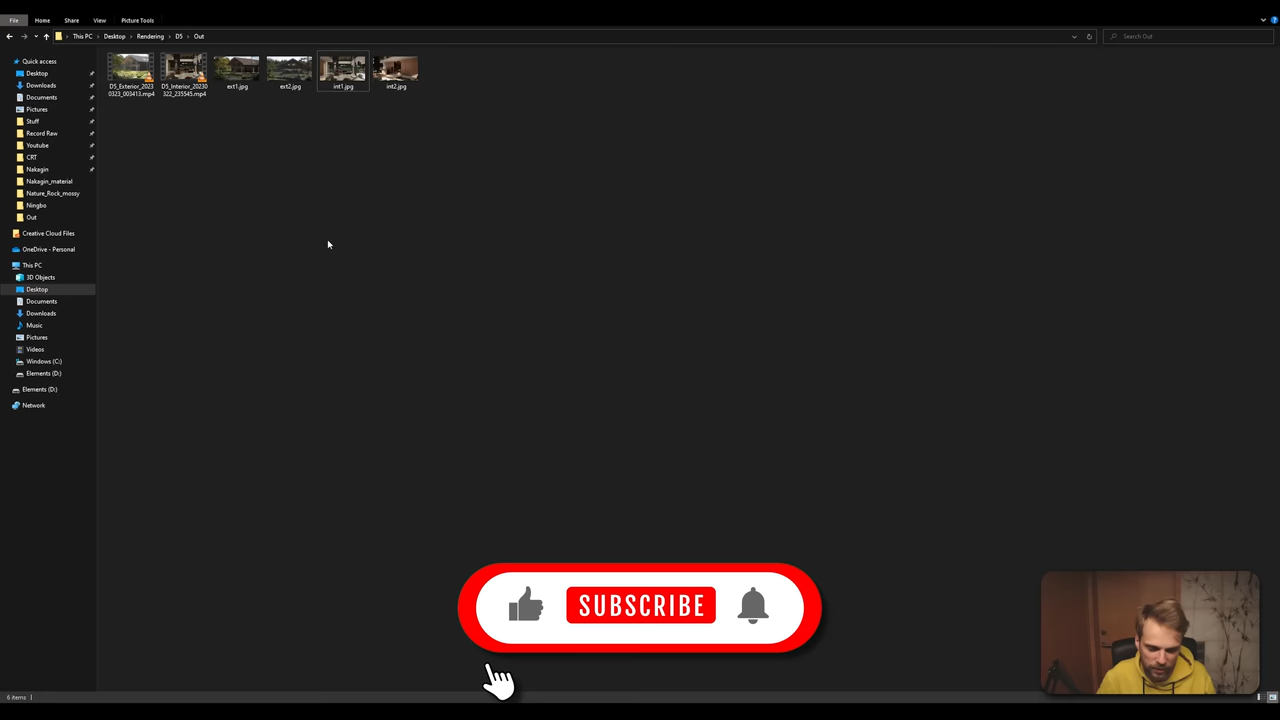 File Home Share View Picture Tools
This PC Desktop Rendering D5 Out
Search Out
Quick access
Desktop
Downloads
Documents
Pictures
Stuff
Record Raw
Youtube
CRT
Nakagin
Nakagin_material
Nature_Rock_mossy
Ningbo
Out
Creative Cloud Files
OneDrive - Personal
This PC
3D Objects
Desktop
Documents
Downloads
Music
Pictures
Videos
Windows (C:)
Elements (D:)
Elements (D:)
Network
D5_Exterior_2023
0323_003413.mp4
D5_Interior_20230
322_235545.mp4
ext1.jpg
ext2.jpg
int1.jpg
int2.jpg
SUBSCRIBE
6 items